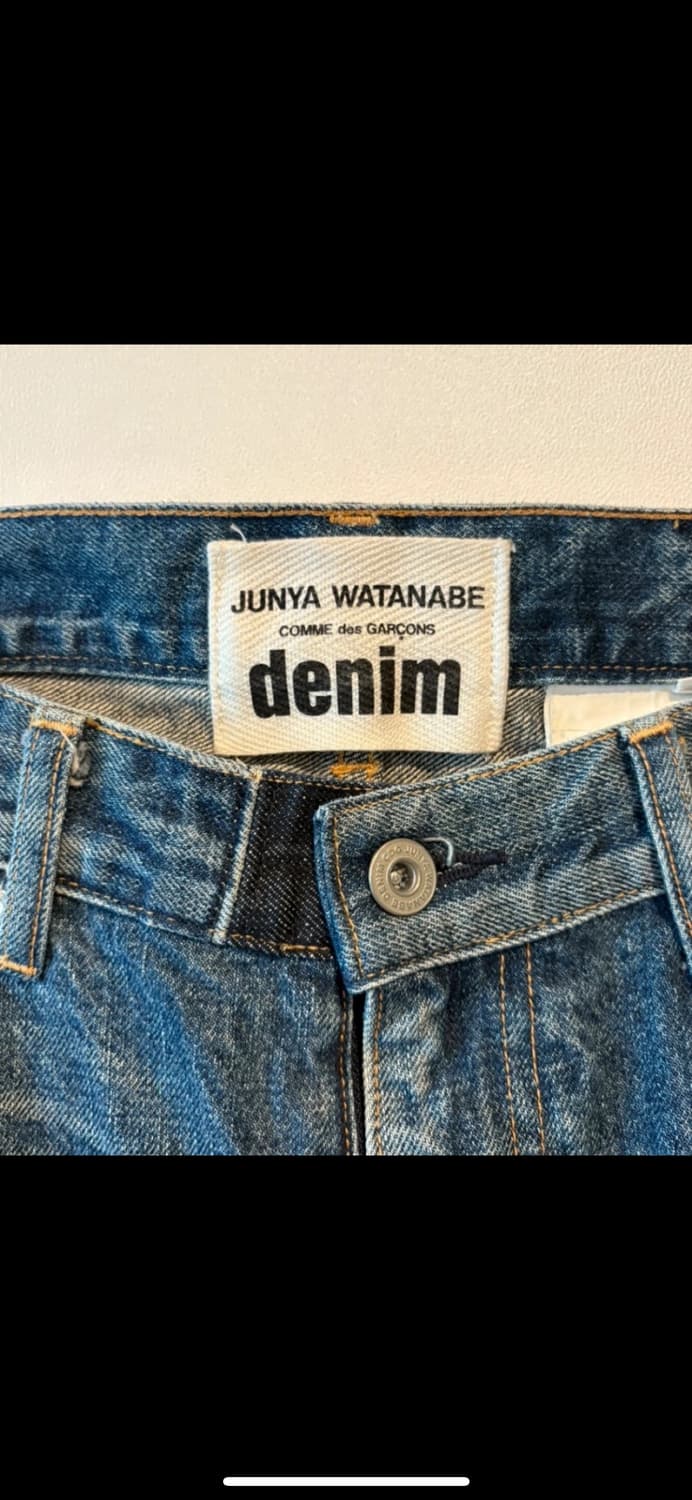 JUNYA WATANABE
COMME des GARÇONS
denim